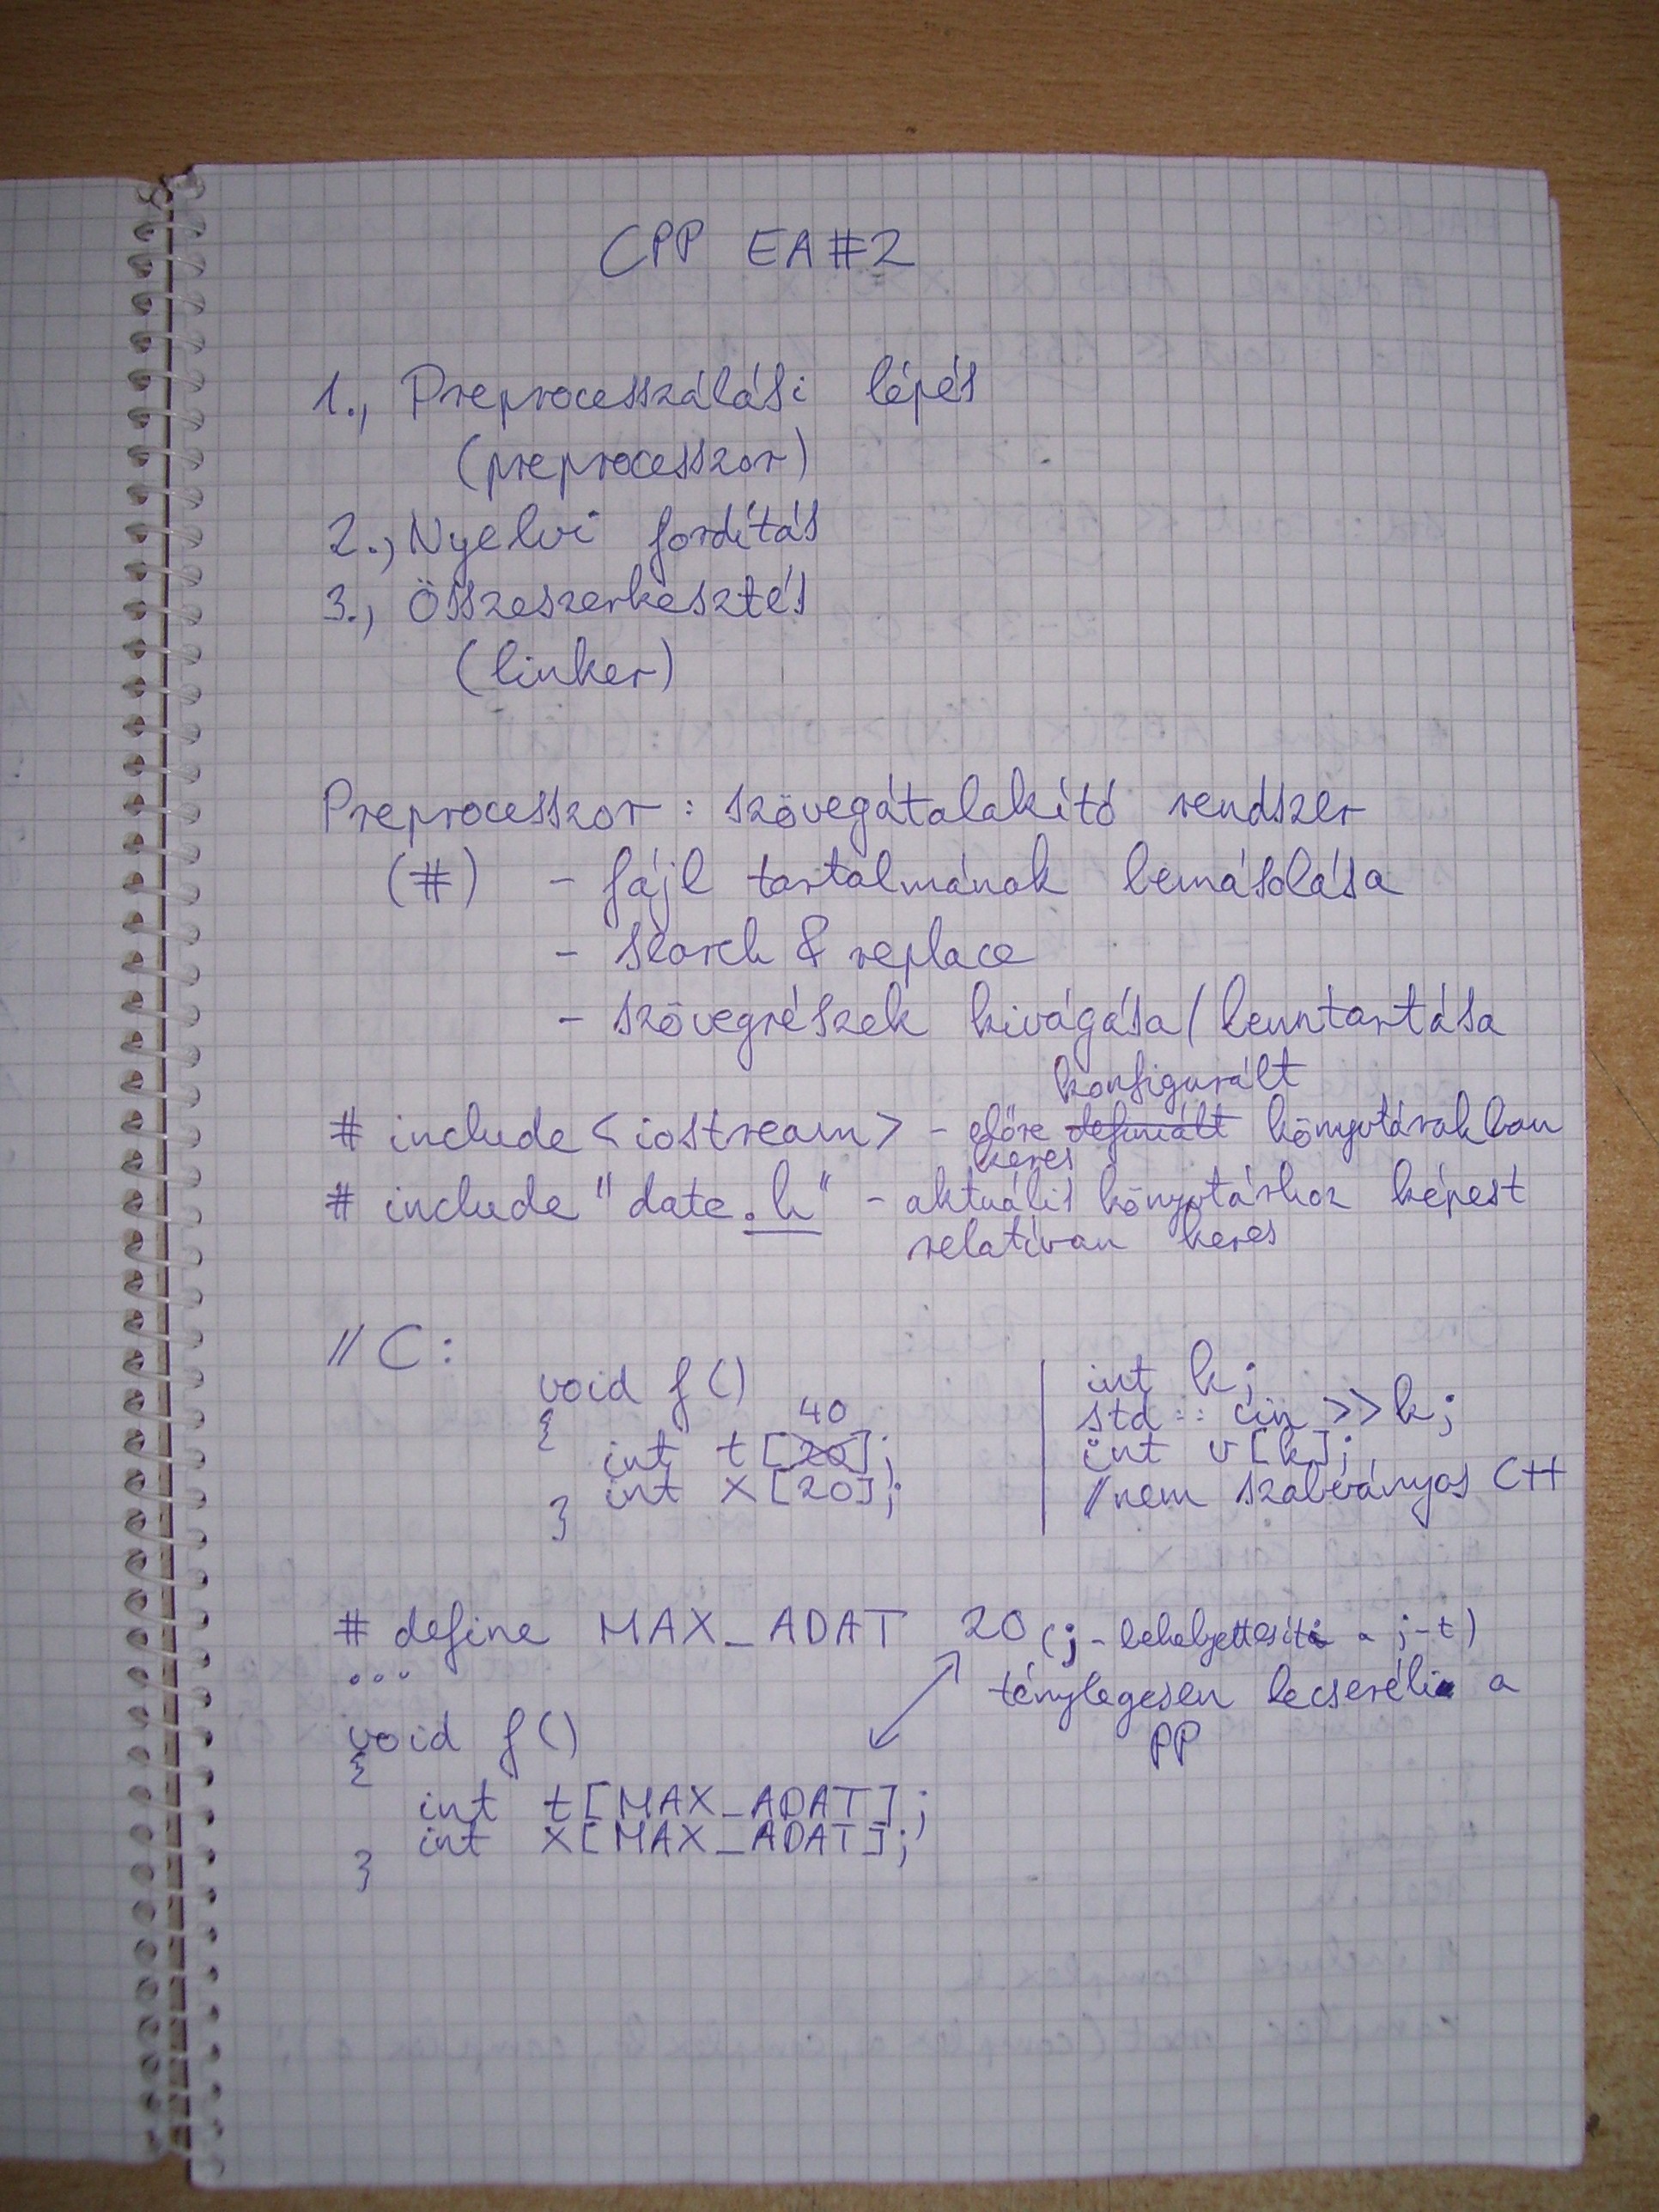 CPP EA#2
1., Preprocesszálási lépés
(preprocesszor)
2., Nyelvi fordítás
3., Összeszerkesztés
(linker)
Preprocesszor : szövegátalakító rendszer
(#) - fájl tartalmának bemásolása
- search & replace
- szövegrészek kivágása/benntartása
konfigurált
# include <iostream> - előre definiált könyvtárakban
keres
# include "date.h" - aktuális könyvtárhoz képest
relatívan keres
// C:
void f()
40
{
int t[20];
int x[20];
}
int k;
std :: cin >> k;
int v[k];
//nem szabványos C++
# define MAX_ADAT 20 (; - behelyettesíti a ;-t)
... ténylegesen lecseréli a
PP
void f()
{
int t[MAX_ADAT];
int x[MAX_ADAT];
}